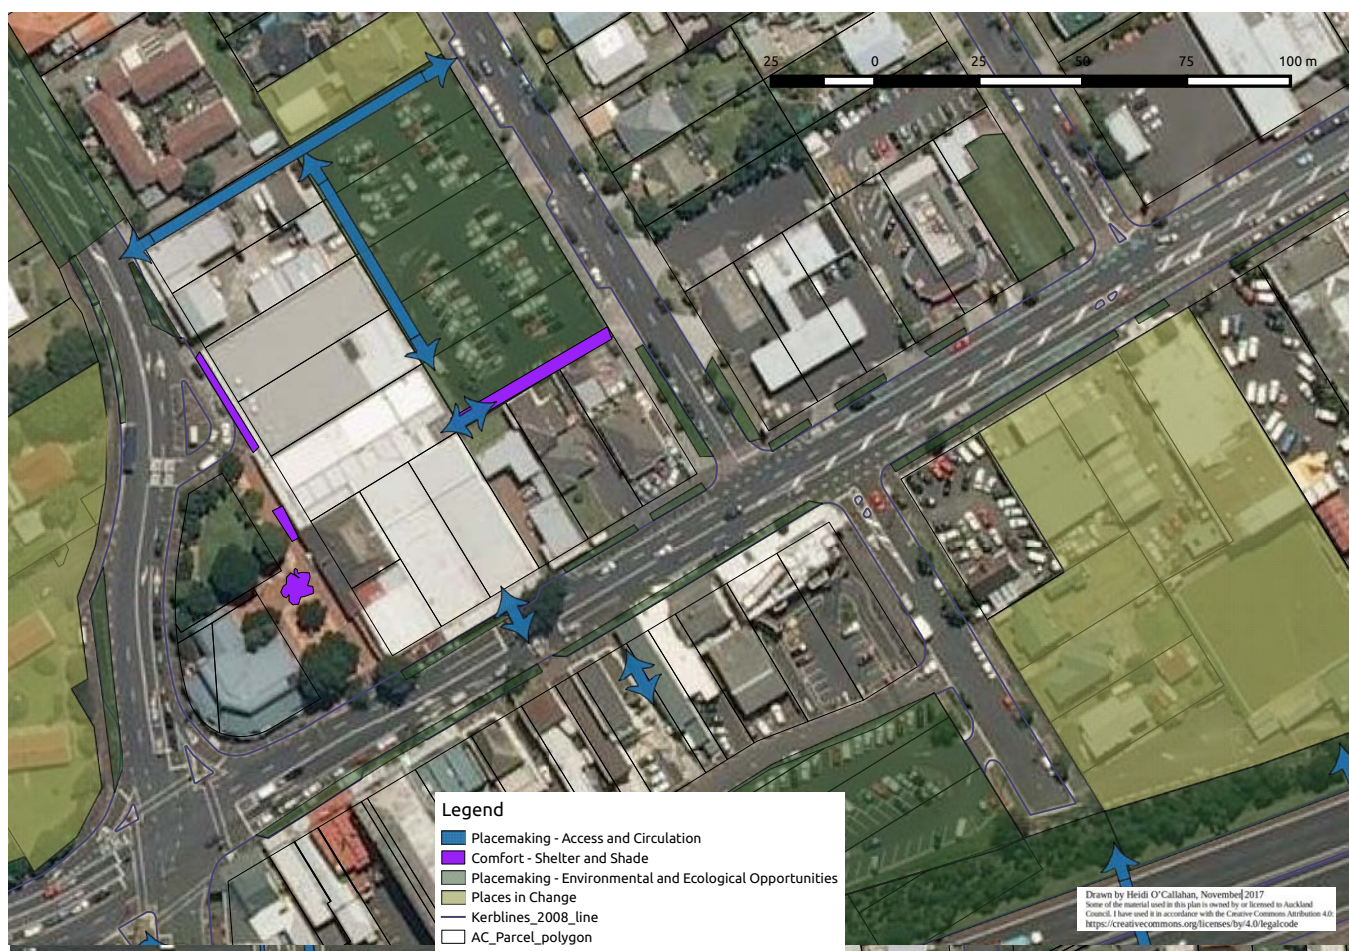 25 0 25 75 100 m
Legend
Placemaking - Access and Circulation
Comfort - Shelter and Shade
Placemaking - Environmental and Ecological Opportunities
Places in Change
Kerblines_2008_line
AC_Parcel_polygon
Drawn by Heidi O'Callahan, November 2017
Some of the material used in this plan is owned by or licensed to Auckland
Council. I have used it in accordance with the Creative Commons Attribution 4.0:
https://creativecommons.org/licenses/by/4.0/legalcode